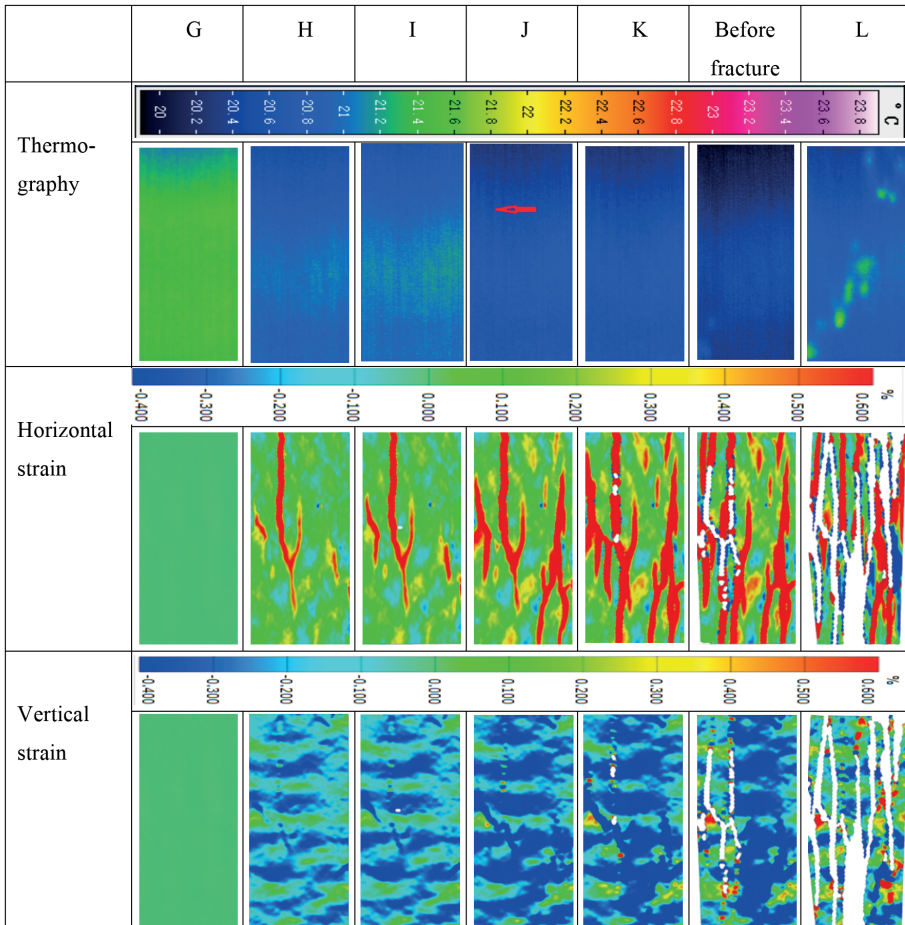 G H I J K Before fracture L
Thermo-
graphy
20 20.2 20.4 20.6 20.8 21 21.2 21.4 21.6 21.8 22 22.2 22.4 22.6 22.8 23 23.2 23.4 23.6 23.8 °C
Horizontal
strain
-0.400 -0.300 -0.200 -0.100 0.000 0.100 0.200 0.300 0.400 0.500 0.600 %
Vertical
strain
-0.400 -0.300 -0.200 -0.100 0.000 0.100 0.200 0.300 0.400 0.500 0.600 %